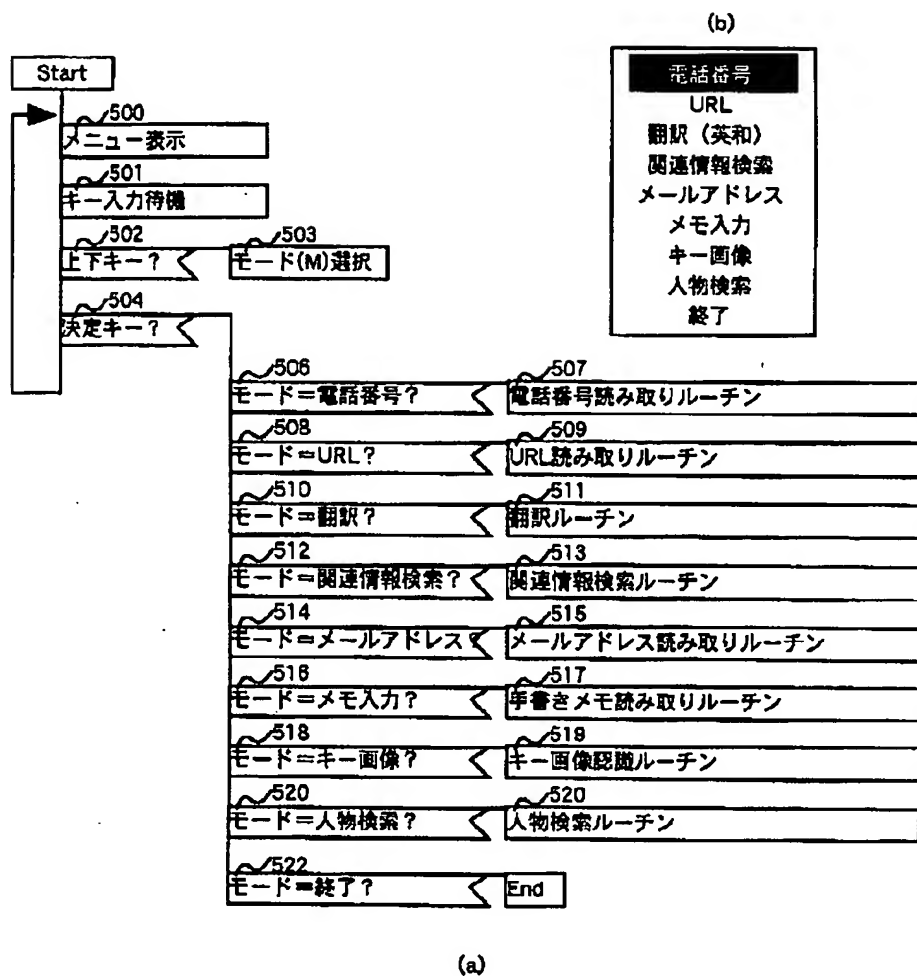 (b)
電話番号
URL
翻訳（英和）
関連情報検索
メールアドレス
メモ入力
キー画像
人物検索
終了
Start
500
メニュー表示
501
キー入力待機
502
上下キー？
503
モード(M)選択
504
決定キー？
506
モード＝電話番号？
507
電話番号読み取りルーチン
508
モード＝URL？
509
URL読み取りルーチン
510
モード＝翻訳？
511
翻訳ルーチン
512
モード＝関連情報検索？
513
関連情報検索ルーチン
514
モード＝メールアドレス？
515
メールアドレス読み取りルーチン
516
モード＝メモ入力？
517
手書きメモ読み取りルーチン
518
モード＝キー画像？
519
キー画像認識ルーチン
520
モード＝人物検索？
520
人物検索ルーチン
522
モード＝終了？
End
(a)